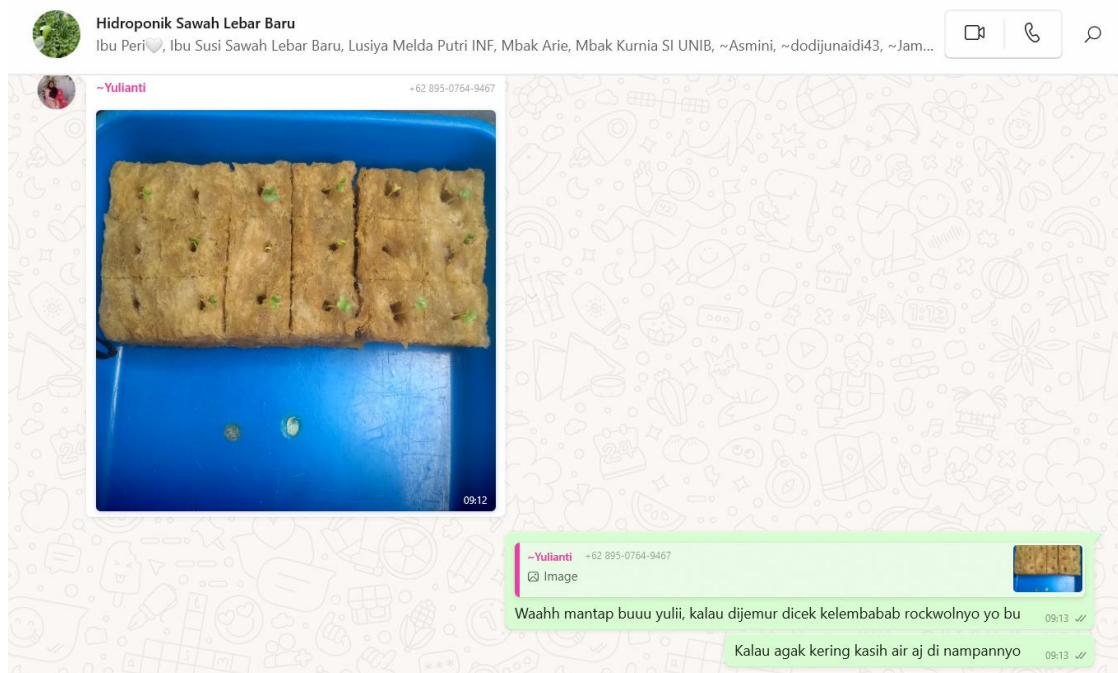 Hidroponik Sawah Lebar Baru
Ibu Peri🤍, Ibu Susi Sawah Lebar Baru, Lusiya Melda Putri INF, Mbak Arie, Mbak Kurnia SI UNIB, ~Asmini, ~dodijunaidi43, ~Jam...
~Yulianti +62 895-0764-9467
09:12
~Yulianti +62 895-0764-9467
Image
Waahh mantap buuu yulii, kalau dijemur dicek kelembabab rockwolnyo yo bu 09:13
Kalau agak kering kasih air aj di nampannyo 09:13